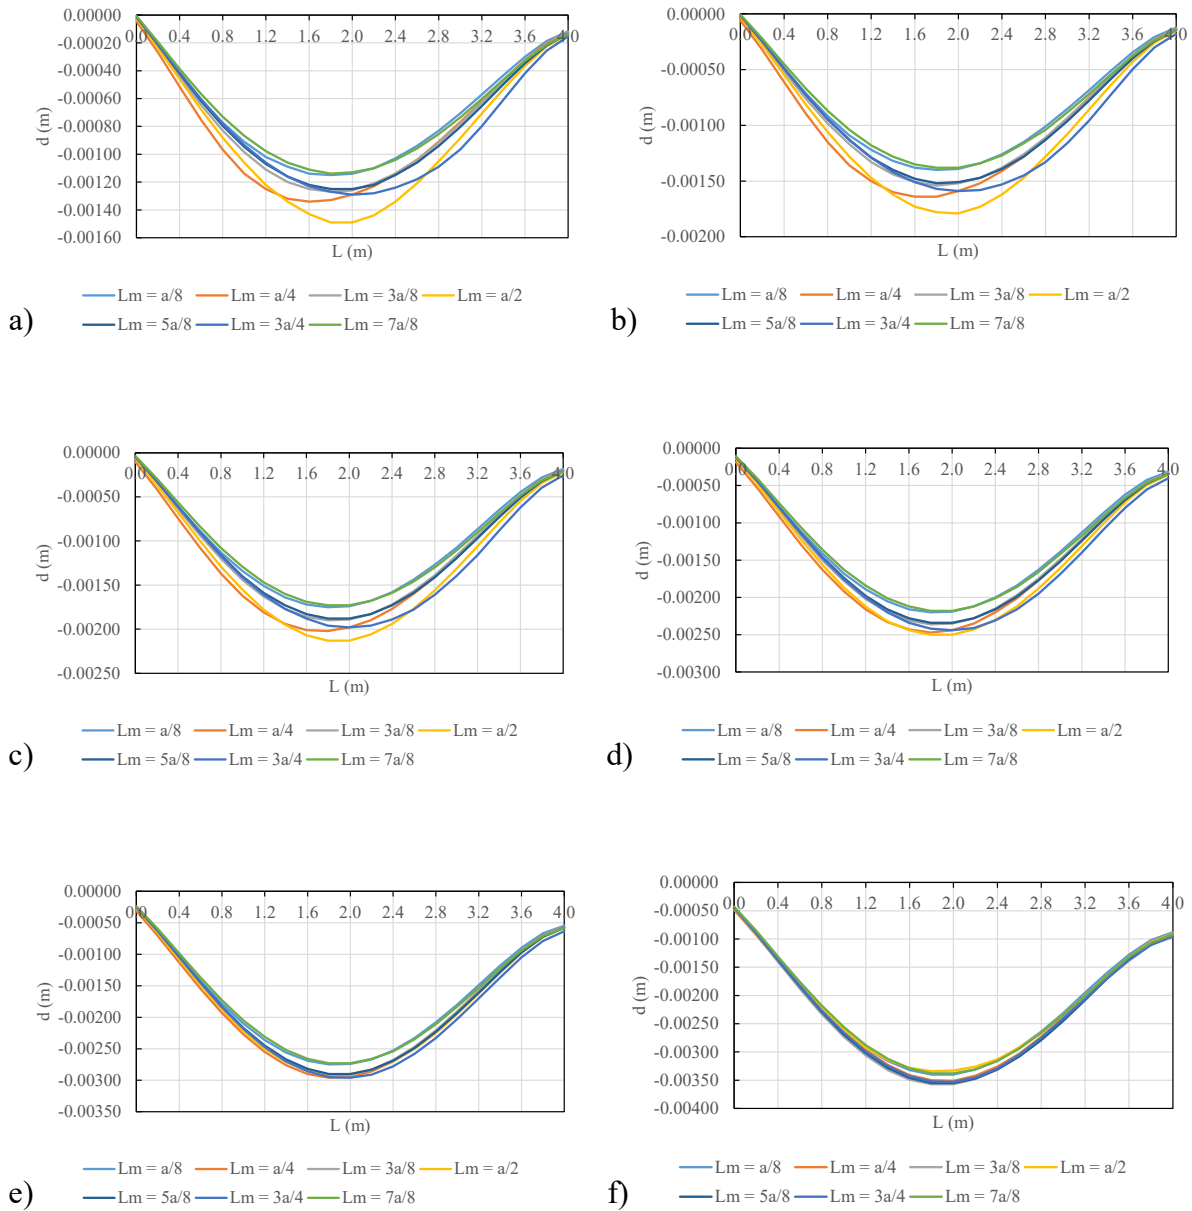 0.00000
-0.00020
-0.00040
-0.00060
-0.00080
-0.00100
-0.00120
-0.00140
-0.00160
d (m)
0.0 0.4 0.8 1.2 1.6 2.0 2.4 2.8 3.2 3.6 4.0
L (m)
Lm = a/8 Lm = a/4 Lm = 3a/8 Lm = a/2
Lm = 5a/8 Lm = 3a/4 Lm = 7a/8
a)
0.00000
-0.00050
-0.00100
-0.00150
-0.00200
d (m)
0.0 0.4 0.8 1.2 1.6 2.0 2.4 2.8 3.2 3.6 4.0
L (m)
Lm = a/8 Lm = a/4 Lm = 3a/8 Lm = a/2
Lm = 5a/8 Lm = 3a/4 Lm = 7a/8
b)
0.00000
-0.00050
-0.00100
-0.00150
-0.00200
-0.00250
d (m)
0.0 0.4 0.8 1.2 1.6 2.0 2.4 2.8 3.2 3.6 4.0
L (m)
Lm = a/8 Lm = a/4 Lm = 3a/8 Lm = a/2
Lm = 5a/8 Lm = 3a/4 Lm = 7a/8
c)
0.00000
-0.00050
-0.00100
-0.00150
-0.00200
-0.00250
-0.00300
d (m)
0.0 0.4 0.8 1.2 1.6 2.0 2.4 2.8 3.2 3.6 4.0
L (m)
Lm = a/8 Lm = a/4 Lm = 3a/8 Lm = a/2
Lm = 5a/8 Lm = 3a/4 Lm = 7a/8
d)
0.00000
-0.00050
-0.00100
-0.00150
-0.00200
-0.00250
-0.00300
-0.00350
d (m)
0.0 0.4 0.8 1.2 1.6 2.0 2.4 2.8 3.2 3.6 4.0
L (m)
Lm = a/8 Lm = a/4 Lm = 3a/8 Lm = a/2
Lm = 5a/8 Lm = 3a/4 Lm = 7a/8
e)
0.00000
-0.00050
-0.00100
-0.00150
-0.00200
-0.00250
-0.00300
-0.00350
-0.00400
d (m)
0.0 0.4 0.8 1.2 1.6 2.0 2.4 2.8 3.2 3.6 4.0
L (m)
Lm = a/8 Lm = a/4 Lm = 3a/8 Lm = a/2
Lm = 5a/8 Lm = 3a/4 Lm = 7a/8
f)